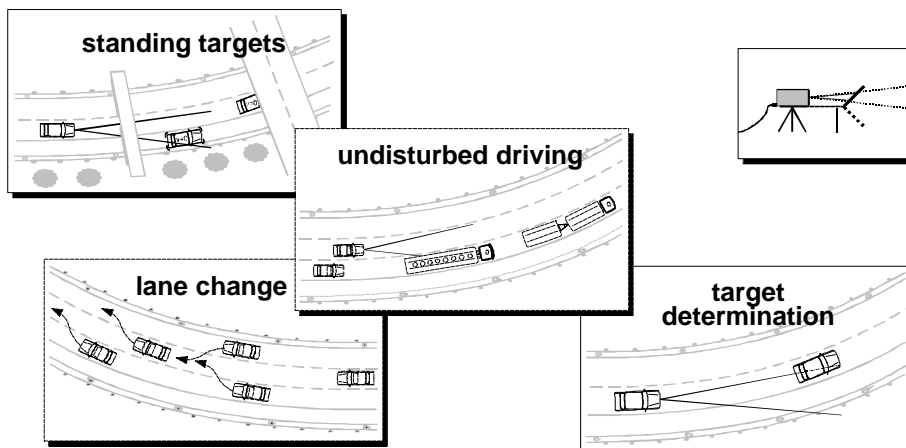 standing targets
undisturbed driving
lane change
target
determination